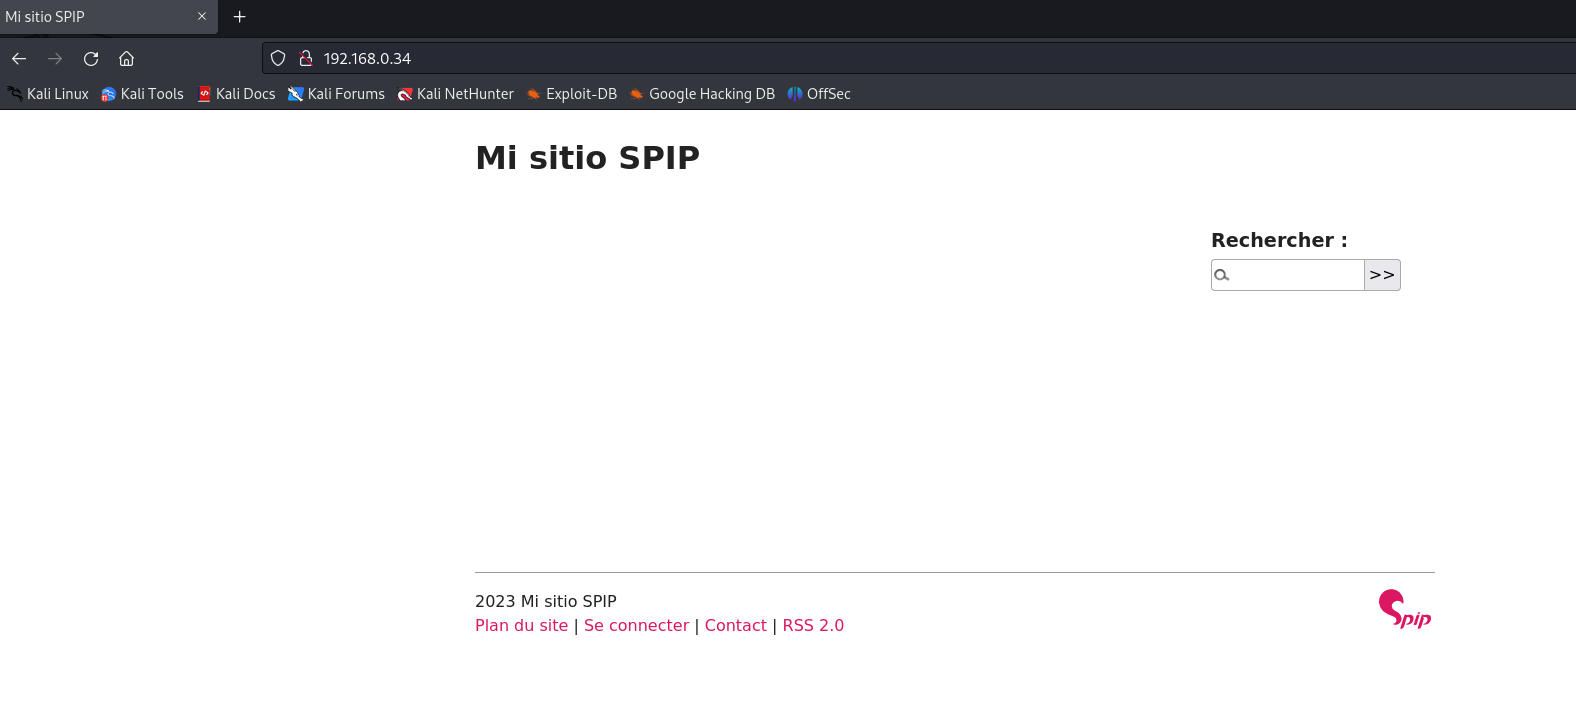 Mi sitio SPIP
192.168.0.34
Kali Linux Kali Tools Kali Docs Kali Forums Kali NetHunter Exploit-DB Google Hacking DB OffSec
Mi sitio SPIP
Rechercher :
>>
2023 Mi sitio SPIP
Plan du site | Se connecter | Contact | RSS 2.0
Spip